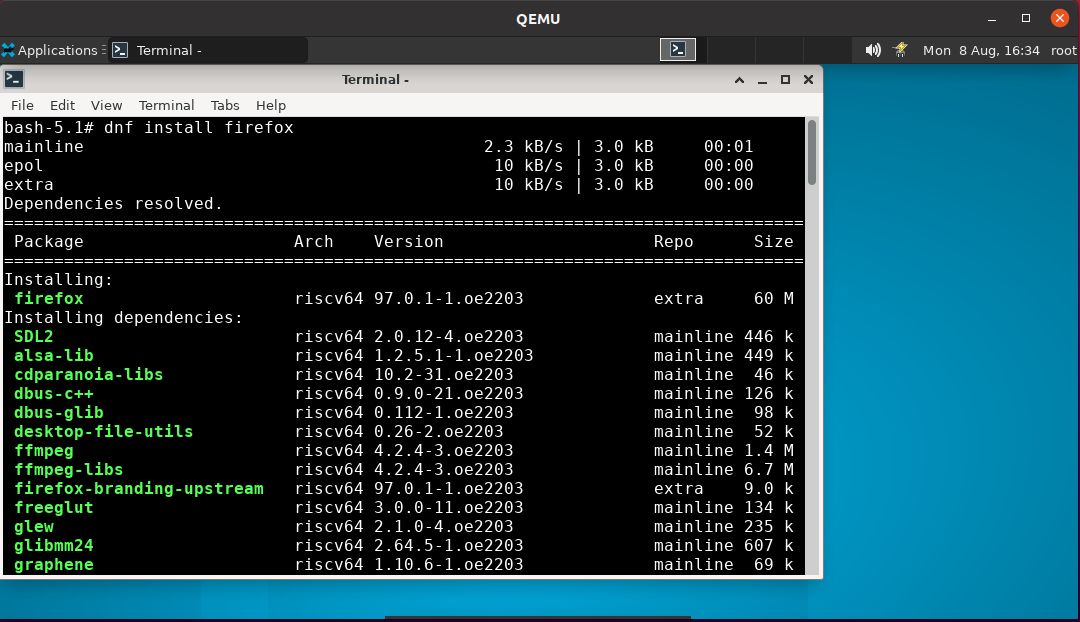 QEMU
Applications Terminal - Mon 8 Aug, 16:34 root
Terminal -
File Edit View Terminal Tabs Help
bash-5.1# dnf install firefox
mainline 2.3 kB/s | 3.0 kB 00:01
epol 10 kB/s | 3.0 kB 00:00
extra 10 kB/s | 3.0 kB 00:00
Dependencies resolved.
================================================================================
Package Arch Version Repo Size
================================================================================
Installing:
firefox riscv64 97.0.1-1.oe2203 extra 60 M
Installing dependencies:
SDL2 riscv64 2.0.12-4.oe2203 mainline 446 k
alsa-lib riscv64 1.2.5.1-1.oe2203 mainline 449 k
cdparanoia-libs riscv64 10.2-31.oe2203 mainline 46 k
dbus-c++ riscv64 0.9.0-21.oe2203 mainline 126 k
dbus-glib riscv64 0.112-1.oe2203 mainline 98 k
desktop-file-utils riscv64 0.26-2.oe2203 mainline 52 k
ffmpeg riscv64 4.2.4-3.oe2203 mainline 1.4 M
ffmpeg-libs riscv64 4.2.4-3.oe2203 mainline 6.7 M
firefox-branding-upstream riscv64 97.0.1-1.oe2203 extra 9.0 k
freeglut riscv64 3.0.0-11.oe2203 mainline 134 k
glew riscv64 2.1.0-4.oe2203 mainline 235 k
glibmm24 riscv64 2.64.5-1.oe2203 mainline 607 k
graphene riscv64 1.10.6-1.oe2203 mainline 69 k